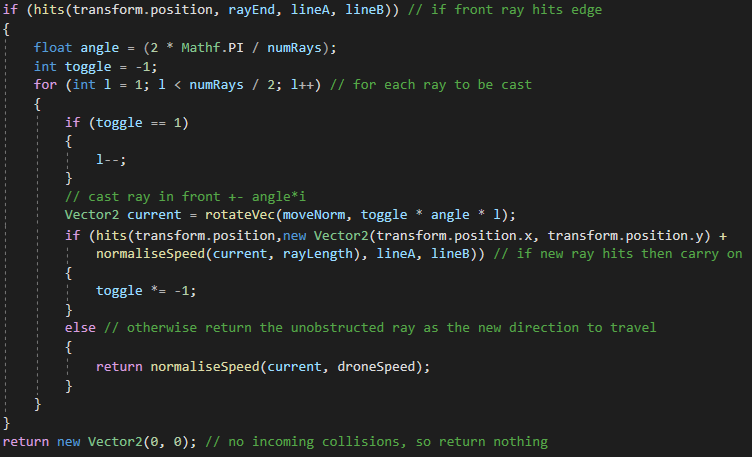 if (hits(transform.position, rayEnd, lineA, lineB)) // if front ray hits edge
{
float angle = (2 * Mathf.PI / numRays);
int toggle = -1;
for (int l = 1; l < numRays / 2; l++) // for each ray to be cast
{
if (toggle == 1)
{
l--;
}
// cast ray in front +- angle*i
Vector2 current = rotateVec(moveNorm, toggle * angle * l);
if (hits(transform.position,new Vector2(transform.position.x, transform.position.y) +
normaliseSpeed(current, rayLength), lineA, lineB)) // if new ray hits then carry on
{
toggle *= -1;
}
else // otherwise return the unobstructed ray as the new direction to travel
{
return normaliseSpeed(current, droneSpeed);
}
}
}
return new Vector2(0, 0); // no incoming collisions, so return nothing